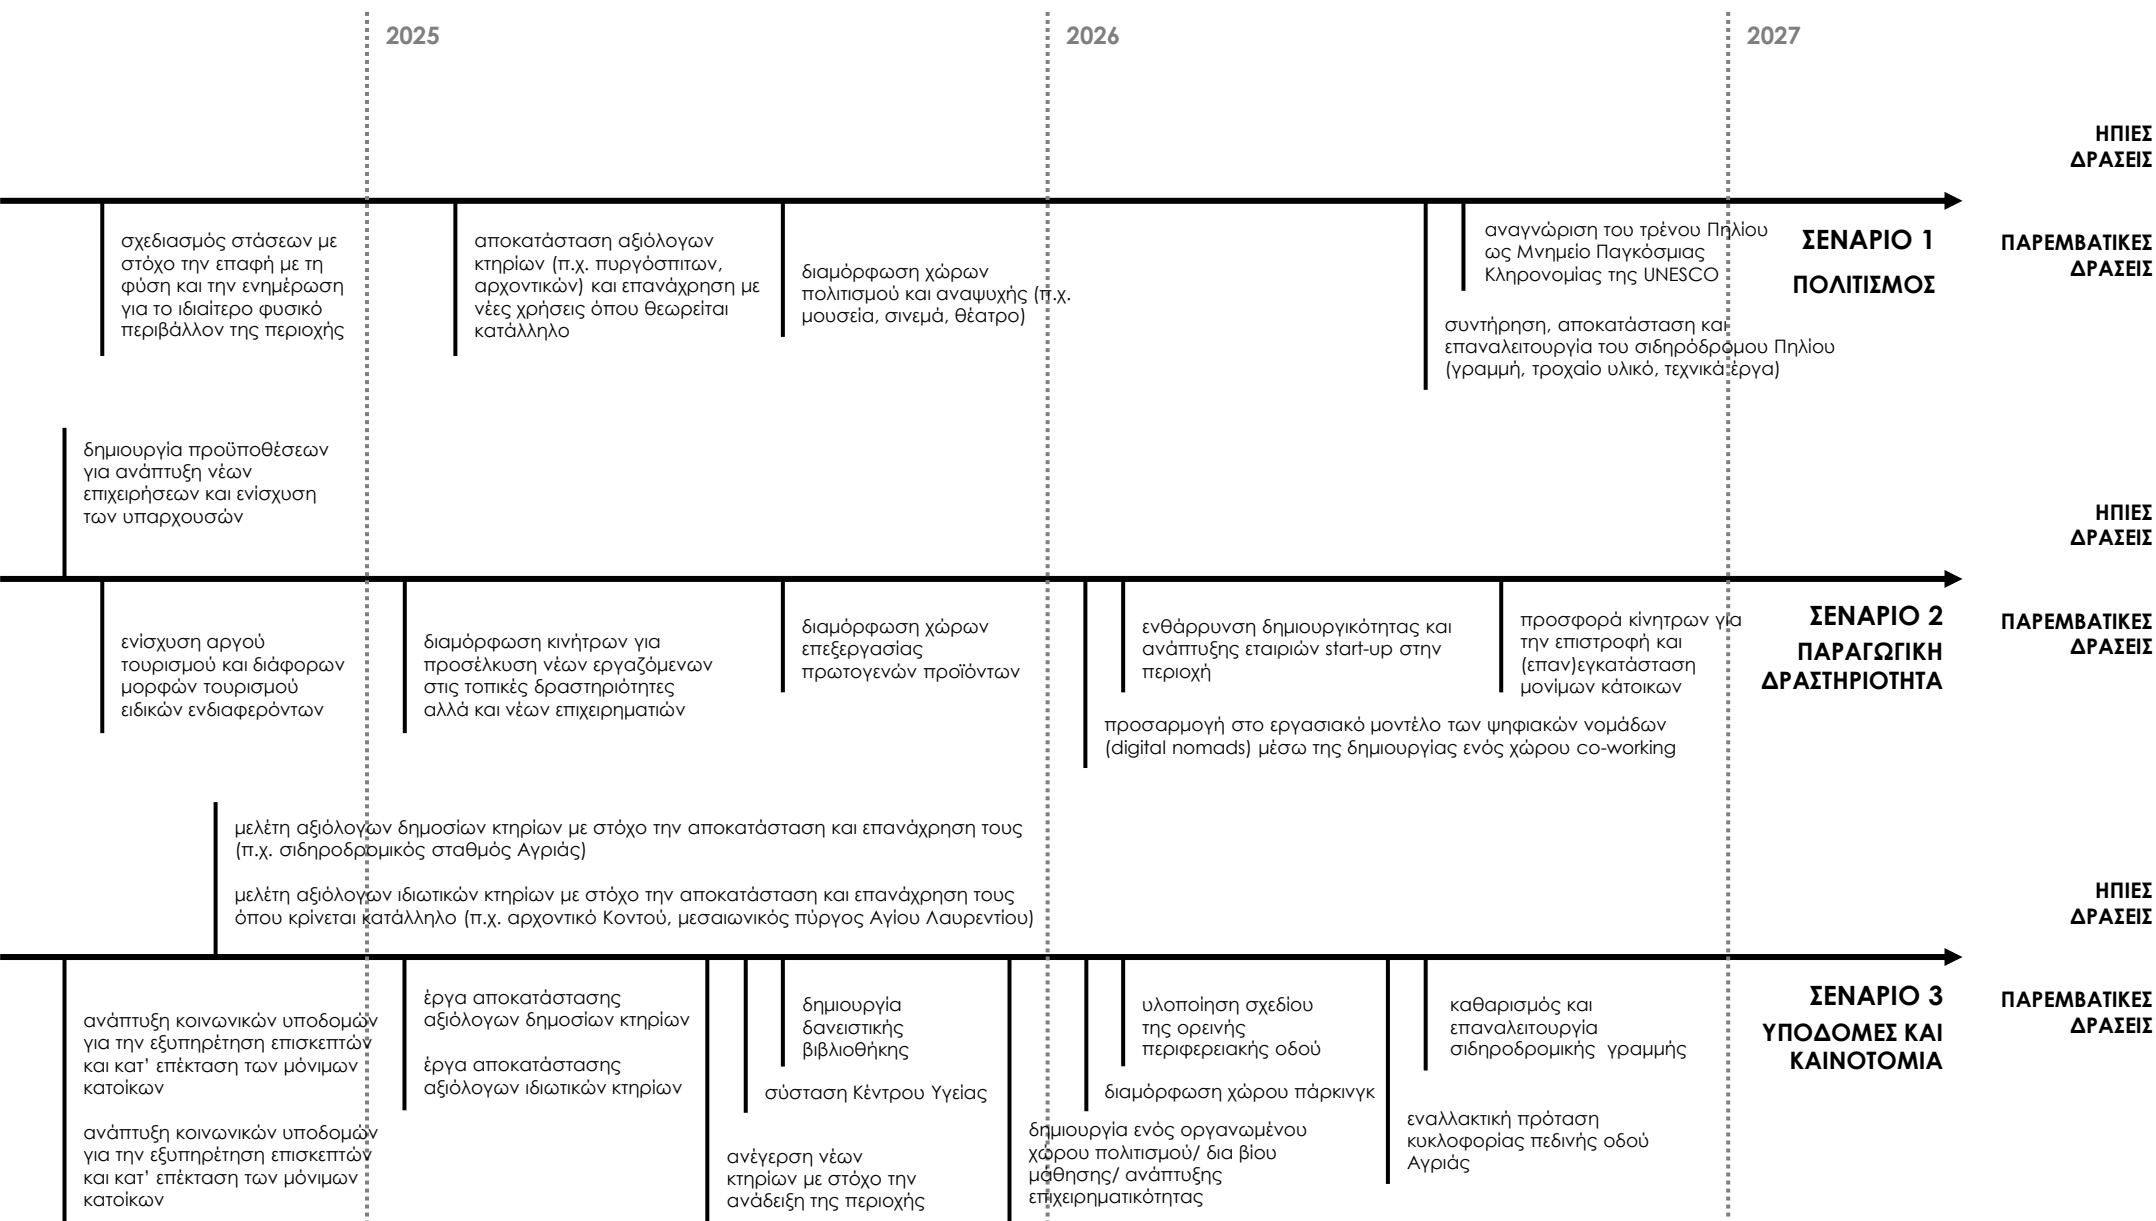 2025
2026
2027
ΗΠΙΕΣ
ΔΡΑΣΕΙΣ
σχεδιασμός στάσεων με
στόχο την επαφή με τη
φύση και την ενημέρωση
για το ιδιαίτερο φυσικό
περιβάλλον της περιοχής
αποκατάσταση αξιόλογων
κτηρίων (π.χ. πυργόσπιτων,
αρχοντικών) και επανάχρηση με
νέες χρήσεις όπου θεωρείται
κατάλληλο
διαμόρφωση χώρων
πολιτισμού και αναψυχής (π.χ.
μουσεία, σινεμά, θέατρο)
αναγνώριση του τρένου Πηλίου
ως Μνημείο Παγκόσμιας
Κληρονομίας της UNESCO
συντήρηση, αποκατάσταση και
επαναλειτουργία του σιδηρόδρομου Πηλίου
(γραμμή, τροχαίο υλικό, τεχνικά έργα)
ΣΕΝΑΡΙΟ 1
ΠΟΛΙΤΙΣΜΟΣ
ΠΑΡΕΜΒΑΤΙΚΕΣ
ΔΡΑΣΕΙΣ
δημιουργία προϋποθέσεων
για ανάπτυξη νέων
επιχειρήσεων και ενίσχυση
των υπαρχουσών
ΗΠΙΕΣ
ΔΡΑΣΕΙΣ
ενίσχυση αργού
τουρισμού και διάφορων
μορφών τουρισμού
ειδικών ενδιαφερόντων
διαμόρφωση κινήτρων για
προσέλκυση νέων εργαζόμενων
στις τοπικές δραστηριότητες
αλλά και νέων επιχειρηματιών
διαμόρφωση χώρων
επεξεργασίας
πρωτογενών προϊόντων
ενθάρρυνση δημιουργικότητας και
ανάπτυξης εταιριών start-up στην
περιοχή
προσφορά κίνητρων για
την επιστροφή και
(επαν)εγκατάσταση
μονίμων κάτοικων
προσαρμογή στο εργασιακό μοντέλο των ψηφιακών νομάδων
(digital nomads) μέσω της δημιουργίας ενός χώρου co-working
ΣΕΝΑΡΙΟ 2
ΠΑΡΑΓΩΓΙΚΗ
ΔΡΑΣΤΗΡΙΟΤΗΤΑ
ΠΑΡΕΜΒΑΤΙΚΕΣ
ΔΡΑΣΕΙΣ
μελέτη αξιόλογων δημοσίων κτηρίων με στόχο την αποκατάσταση και επανάχρηση τους
(π.χ. σιδηροδρομικός σταθμός Αγριάς)
μελέτη αξιόλογων ιδιωτικών κτηρίων με στόχο την αποκατάσταση και επανάχρηση τους
όπου κρίνεται κατάλληλο (π.χ. αρχοντικό Κοντού, μεσαιωνικός πύργος Αγίου Λαυρεντίου)
ΗΠΙΕΣ
ΔΡΑΣΕΙΣ
ανάπτυξη κοινωνικών υποδομών
για την εξυπηρέτηση επισκεπτών
και κατ' επέκταση των μόνιμων
κατοίκων
ανάπτυξη κοινωνικών υποδομών
για την εξυπηρέτηση επισκεπτών
και κατ' επέκταση των μόνιμων
κατοίκων
έργα αποκατάστασης
αξιόλογων δημοσίων κτηρίων
έργα αποκατάστασης
αξιόλογων ιδιωτικών κτηρίων
δημιουργία
δανειστικής
βιβλιοθήκης
σύσταση Κέντρου Υγείας
ανέγερση νέων
κτηρίων με στόχο την
ανάδειξη της περιοχής
υλοποίηση σχεδίου
της ορεινής
περιφερειακής οδού
διαμόρφωση χώρου πάρκινγκ
δημιουργία ενός οργανωμένου
χώρου πολιτισμού/ δια βίου
μάθησης/ ανάπτυξης
επιχειρηματικότητας
καθαρισμός και
επαναλειτουργία
σιδηροδρομικής γραμμής
εναλλακτική πρόταση
κυκλοφορίας πεδινής οδού
Αγριάς
ΣΕΝΑΡΙΟ 3
ΥΠΟΔΟΜΕΣ ΚΑΙ
ΚΑΙΝΟΤΟΜΙΑ
ΠΑΡΕΜΒΑΤΙΚΕΣ
ΔΡΑΣΕΙΣ